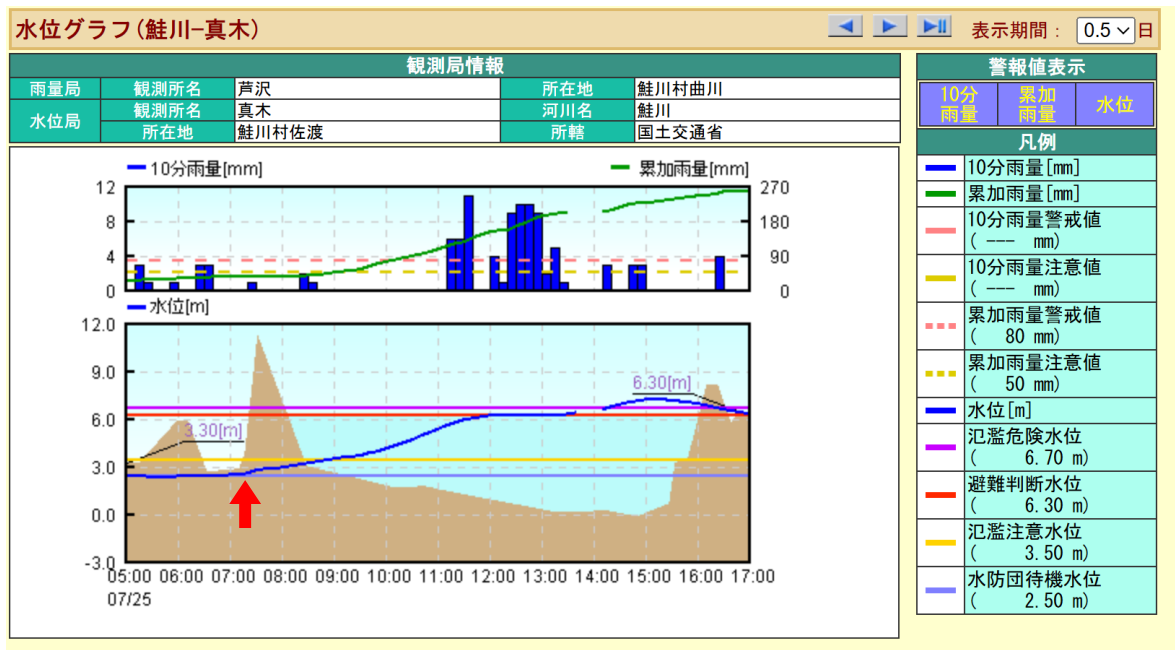 水位グラフ(鮭川−真木)
表示期間： 0.5 日
観測局情報
雨量局 観測所名 芦沢 所在地 鮭川村曲川
水位局 観測所名 真木 河川名 鮭川
所在地 鮭川村佐渡 所轄 国土交通省
10分雨量[mm] 累加雨量[mm]
12 270
8 180
4 90
0 0
水位[m]
12.0
9.0
6.30[m]
6.0
3.30[m]
3.0
0.0
-3.0
05:00 06:00 07:00 08:00 09:00 10:00 11:00 12:00 13:00 14:00 15:00 16:00 17:00
07/25
警報値表示
10分雨量 累加雨量 水位
凡例
10分雨量[mm]
累加雨量[mm]
10分雨量警戒値
( --- mm)
10分雨量注意値
( --- mm)
累加雨量警戒値
( 80 mm)
累加雨量注意値
( 50 mm)
水位[m]
氾濫危険水位
( 6.70 m)
避難判断水位
( 6.30 m)
氾濫注意水位
( 3.50 m)
水防団待機水位
( 2.50 m)